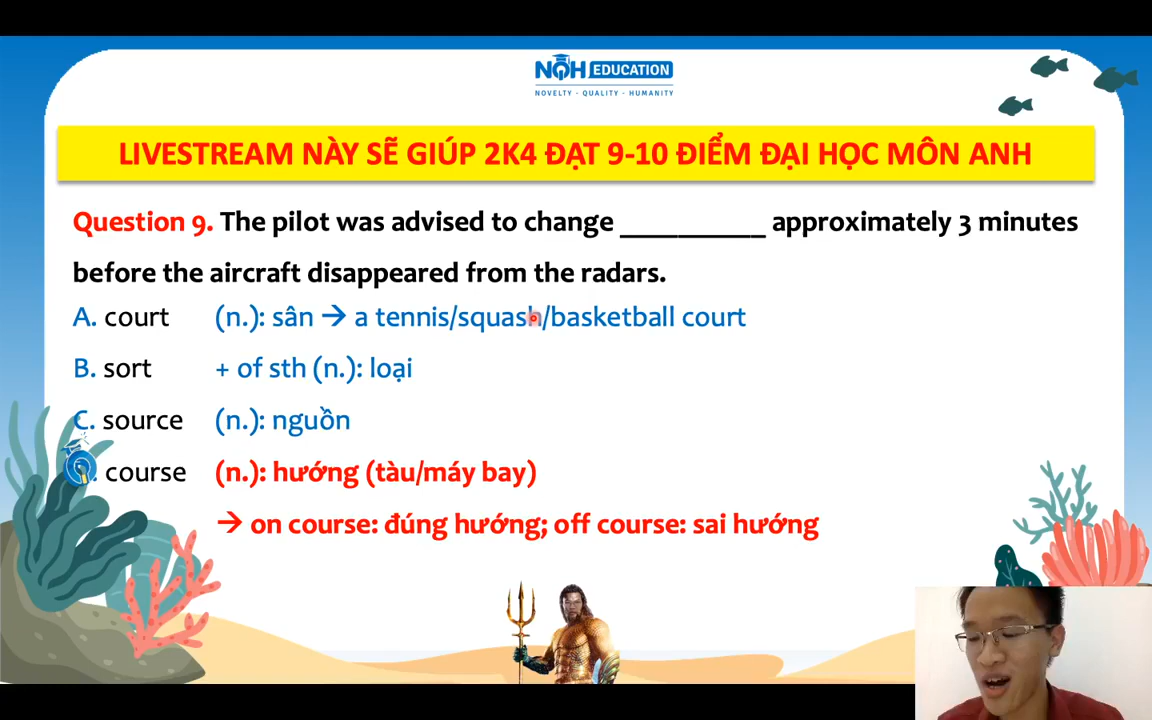 NQH EDUCATION
NOVELTY - QUALITY - HUMANITY
LIVESTREAM NÀY SẼ GIÚP 2K4 ĐẠT 9-10 ĐIỂM ĐẠI HỌC MÔN ANH
Question 9. The pilot was advised to change __________ approximately 3 minutes
before the aircraft disappeared from the radars.
A. court (n.): sân → a tennis/squash/basketball court
B. sort + of sth (n.): loại
C. source (n.): nguồn
course (n.): hướng (tàu/máy bay)
→ on course: đúng hướng; off course: sai hướng